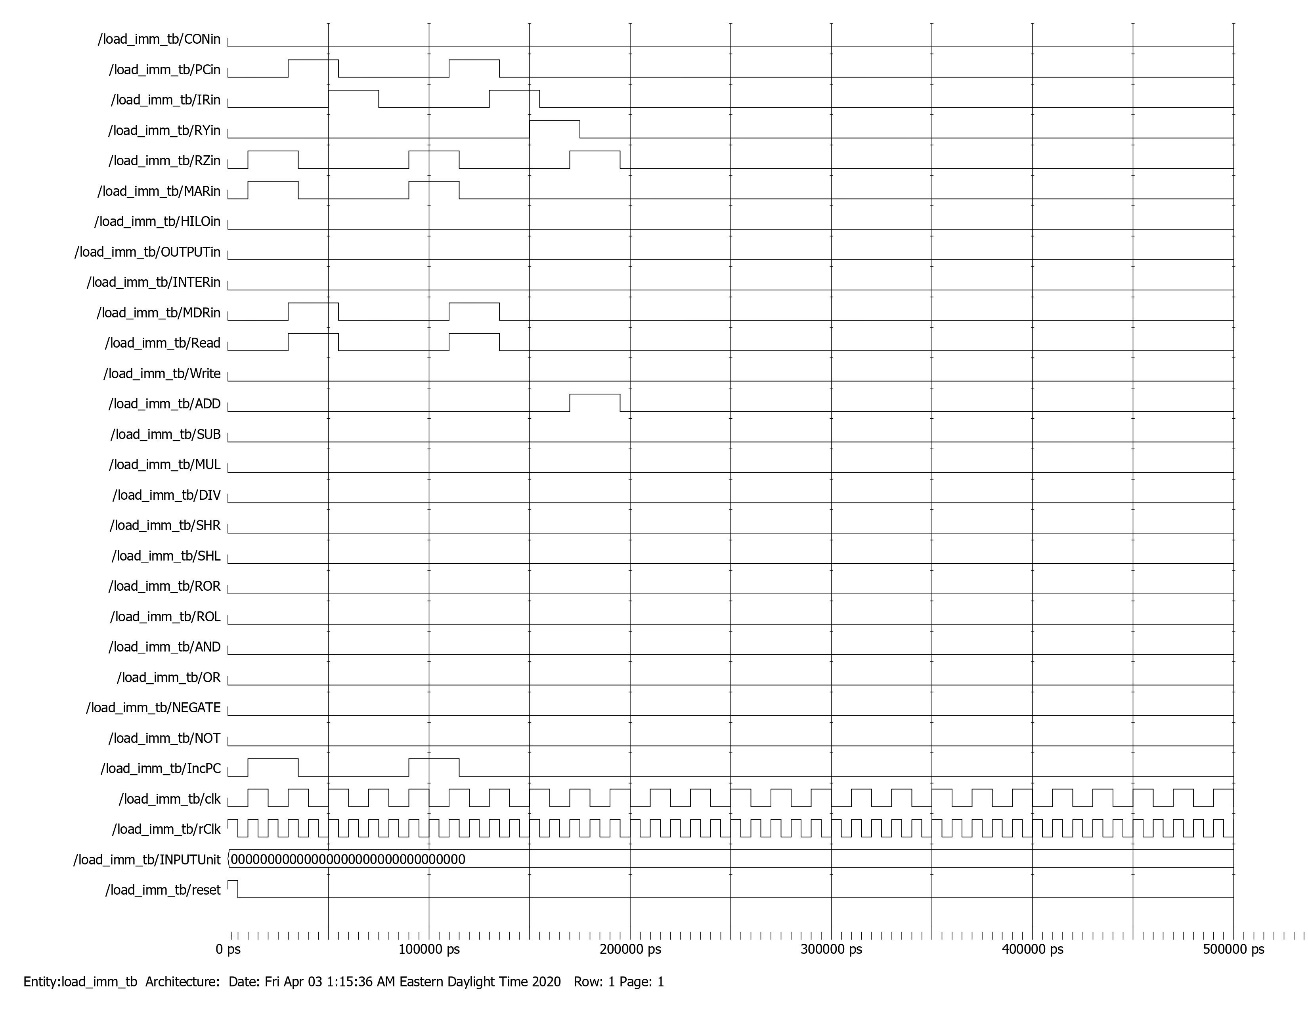 /load_imm_tb/CONin
/load_imm_tb/PCin
/load_imm_tb/IRin
/load_imm_tb/RYin
/load_imm_tb/RZin
/load_imm_tb/MARin
/load_imm_tb/HILOin
/load_imm_tb/OUTPUTin
/load_imm_tb/INTERin
/load_imm_tb/MDRin
/load_imm_tb/Read
/load_imm_tb/Write
/load_imm_tb/ADD
/load_imm_tb/SUB
/load_imm_tb/MUL
/load_imm_tb/DIV
/load_imm_tb/SHR
/load_imm_tb/SHL
/load_imm_tb/ROR
/load_imm_tb/ROL
/load_imm_tb/AND
/load_imm_tb/OR
/load_imm_tb/NEGATE
/load_imm_tb/NOT
/load_imm_tb/IncPC
/load_imm_tb/clk
/load_imm_tb/rClk
/load_imm_tb/INPUTUnit 00000000000000000000000000000000
/load_imm_tb/reset
0 ps 100000 ps 200000 ps 300000 ps 400000 ps 500000 ps
Entity:load_imm_tb Architecture: Date: Fri Apr 03 1:15:36 AM Eastern Daylight Time 2020 Row: 1 Page: 1